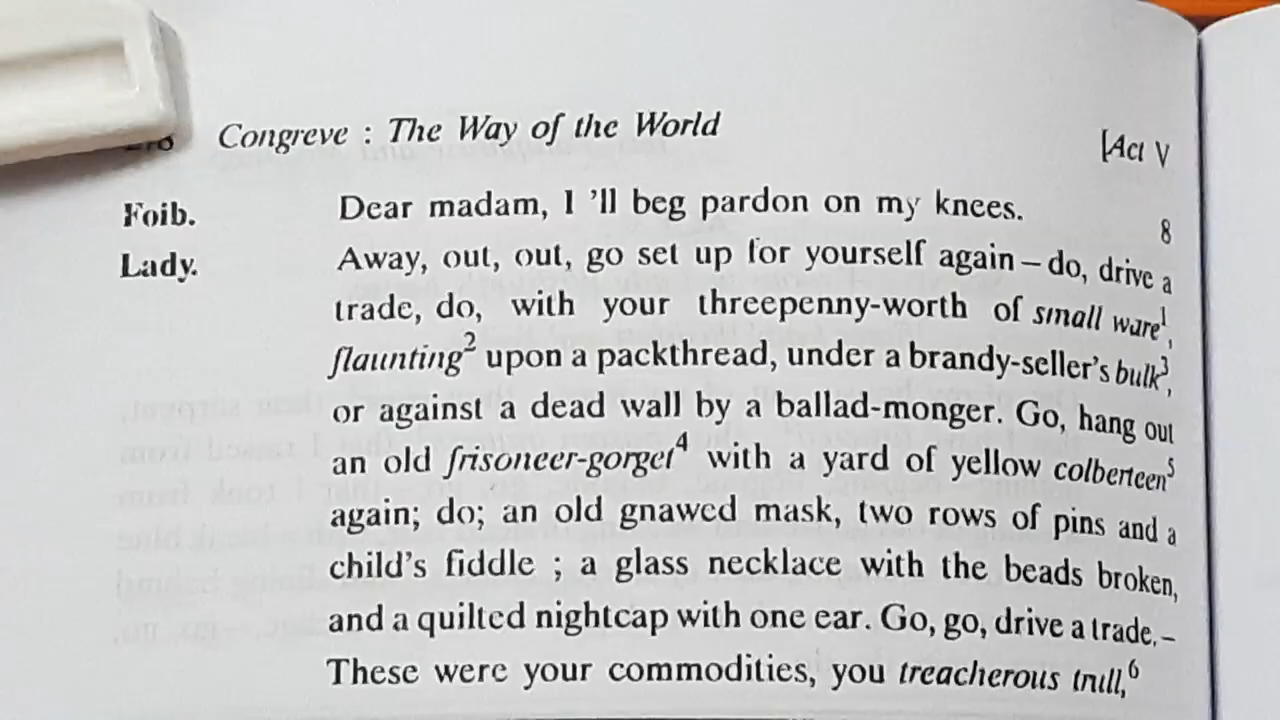 Congreve : The Way of the World [Act V
Foib. Dear madam, I 'll beg pardon on my knees.
8
Lady. Away, out, out, go set up for yourself again – do, drive a
trade, do, with your threepenny-worth of small ware¹,
flaunting² upon a packthread, under a brandy-seller's bulk³,
or against a dead wall by a ballad-monger. Go, hang out
an old frisoneer-gorget⁴ with a yard of yellow colberteen⁵
again; do; an old gnawed mask, two rows of pins and a
child's fiddle ; a glass necklace with the beads broken,
and a quilted nightcap with one ear. Go, go, drive a trade.–
These were your commodities, you treacherous trull,⁶